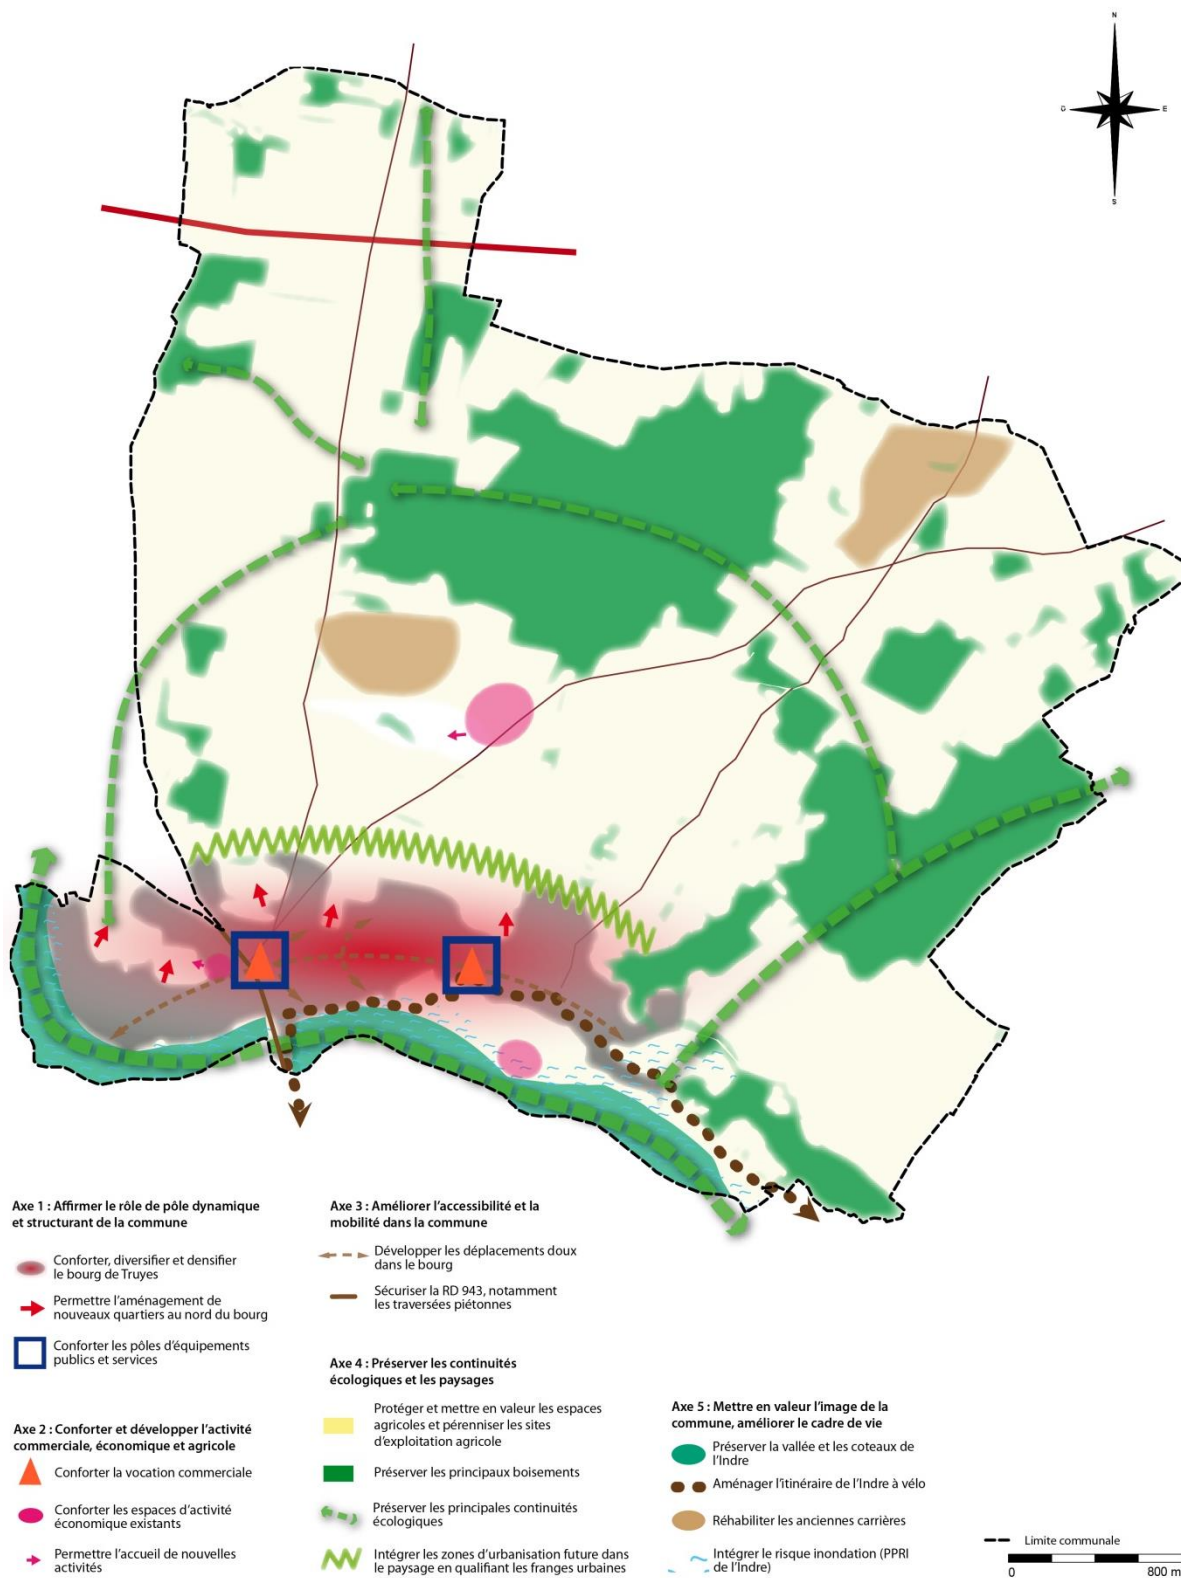 N
O
E
S
Axe 1 : Affirmer le rôle de pôle dynamique
et structurant de la commune
Conforter, diversifier et densifier
le bourg de Truyes
Permettre l'aménagement de
nouveaux quartiers au nord du bourg
Conforter les pôles d'équipements
publics et services
Axe 2 : Conforter et développer l'activité
commerciale, économique et agricole
Conforter la vocation commerciale
Conforter les espaces d'activité
économique existants
Permettre l'accueil de nouvelles
activités
Axe 3 : Améliorer l'accessibilité et la
mobilité dans la commune
Développer les déplacements doux
dans le bourg
Sécuriser la RD 943, notamment
les traversées piétonnes
Axe 4 : Préserver les continuités
écologiques et les paysages
Protéger et mettre en valeur les espaces
agricoles et pérenniser les sites
d'exploitation agricole
Préserver les principaux boisements
Préserver les principales continuités
écologiques
Intégrer les zones d'urbanisation future dans
le paysage en qualifiant les franges urbaines
Axe 5 : Mettre en valeur l'image de la
commune, améliorer le cadre de vie
Préserver la vallée et les coteaux de
l'Indre
Aménager l'itinéraire de l'Indre à vélo
Réhabiliter les anciennes carrières
Intégrer le risque inondation (PPRI
de l'Indre)
Limite communale
0 800 m